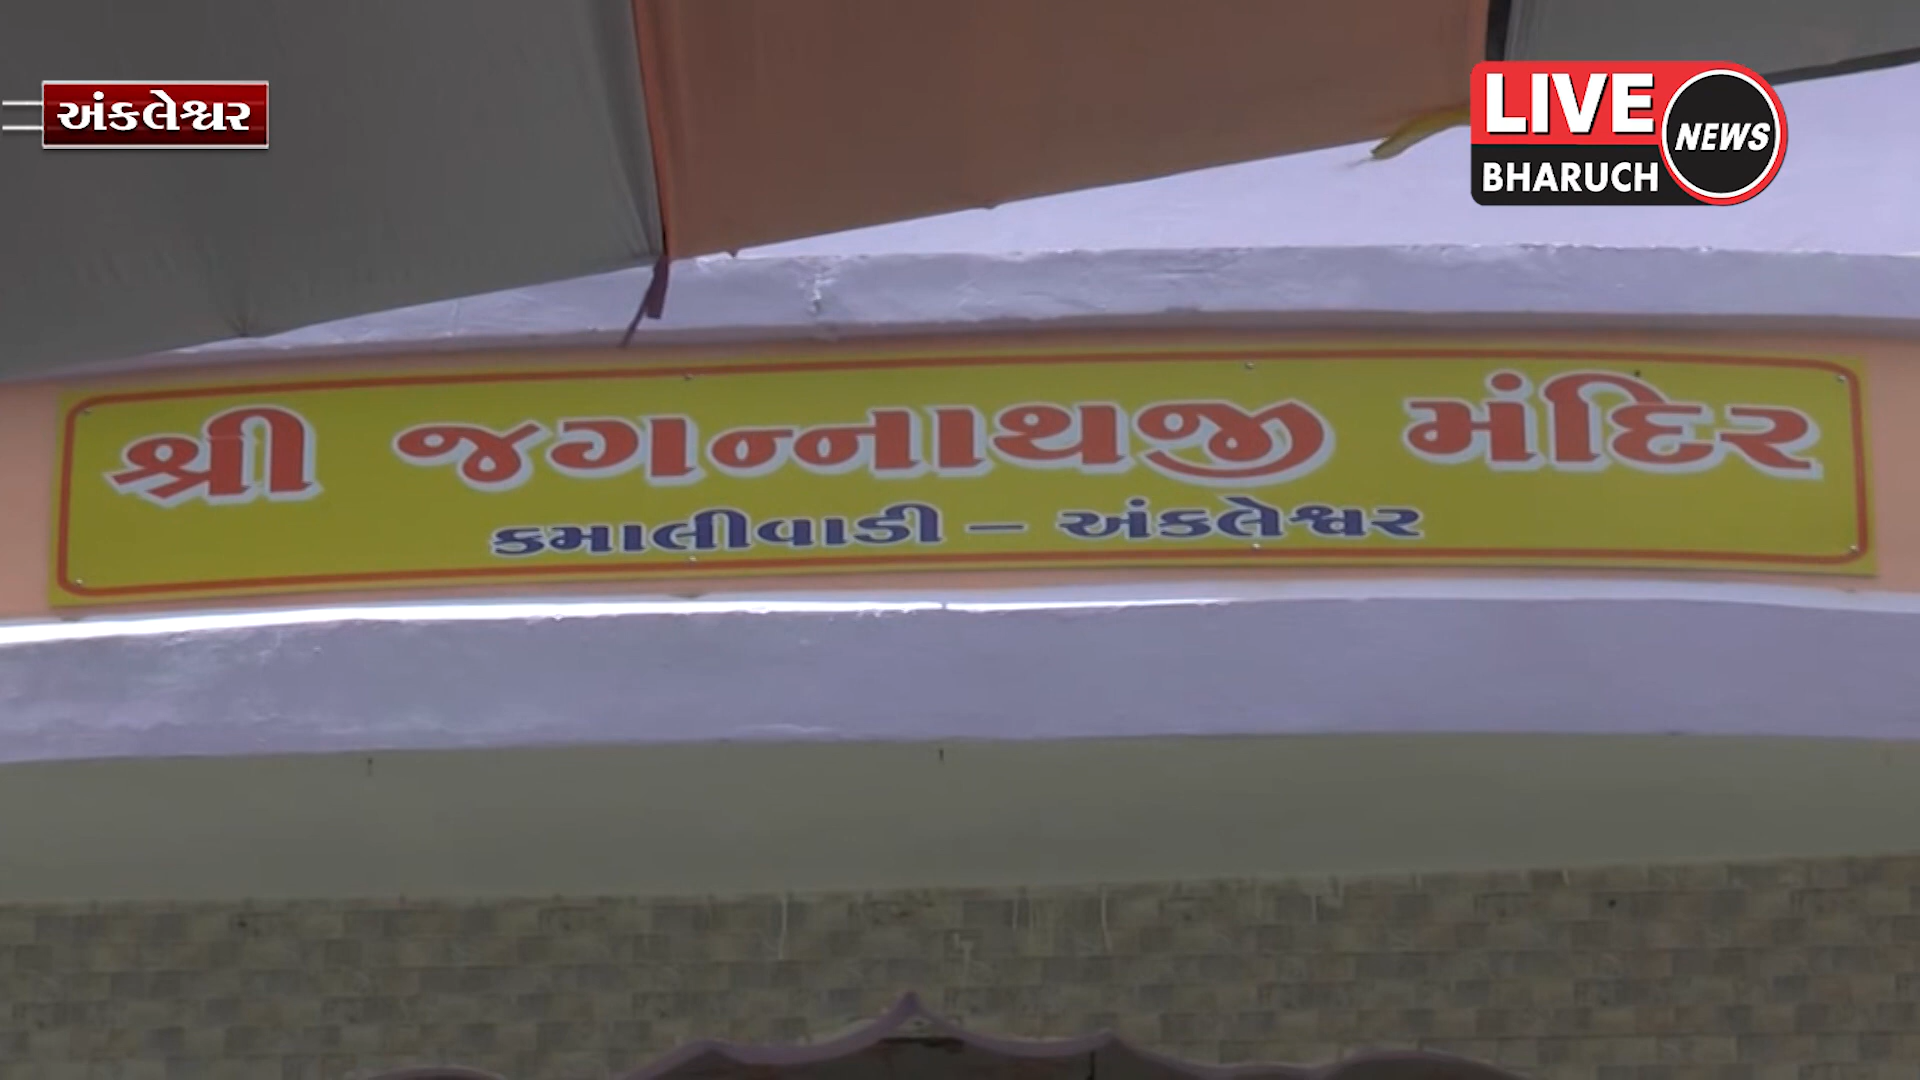 અંકલેશ્વર
LIVE
NEWS
BHARUCH
શ્રી જગન્નાથજી મંદિર
કમાલીવાડી – અંકલેશ્વર